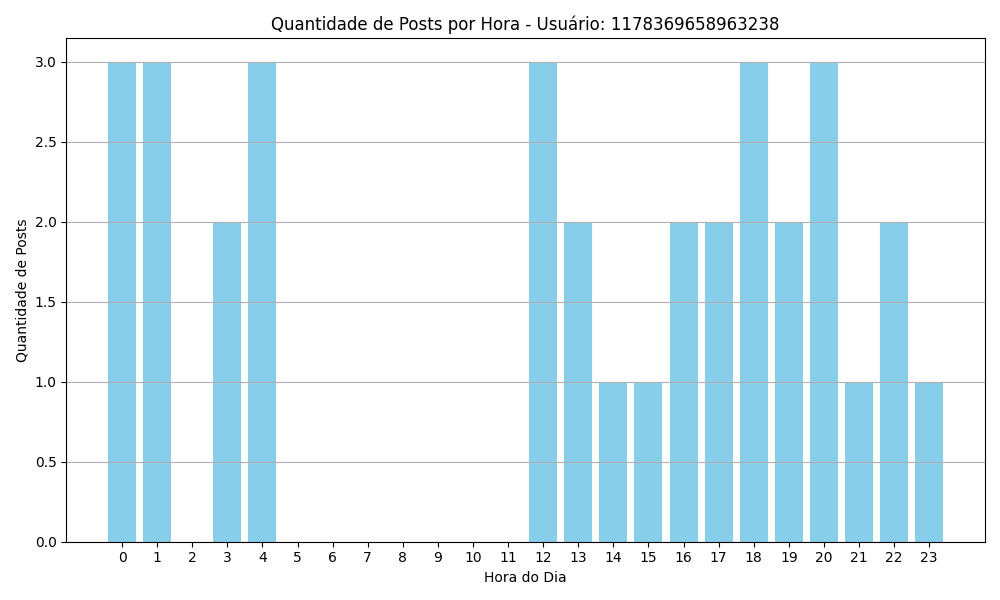 Quantidade de Posts por Hora - Usuário: 1178369658963238
3.0
2.5
2.0
1.5
1.0
0.5
0.0
Quantidade de Posts
0 1 2 3 4 5 6 7 8 9 10 11 12 13 14 15 16 17 18 19 20 21 22 23
Hora do Dia